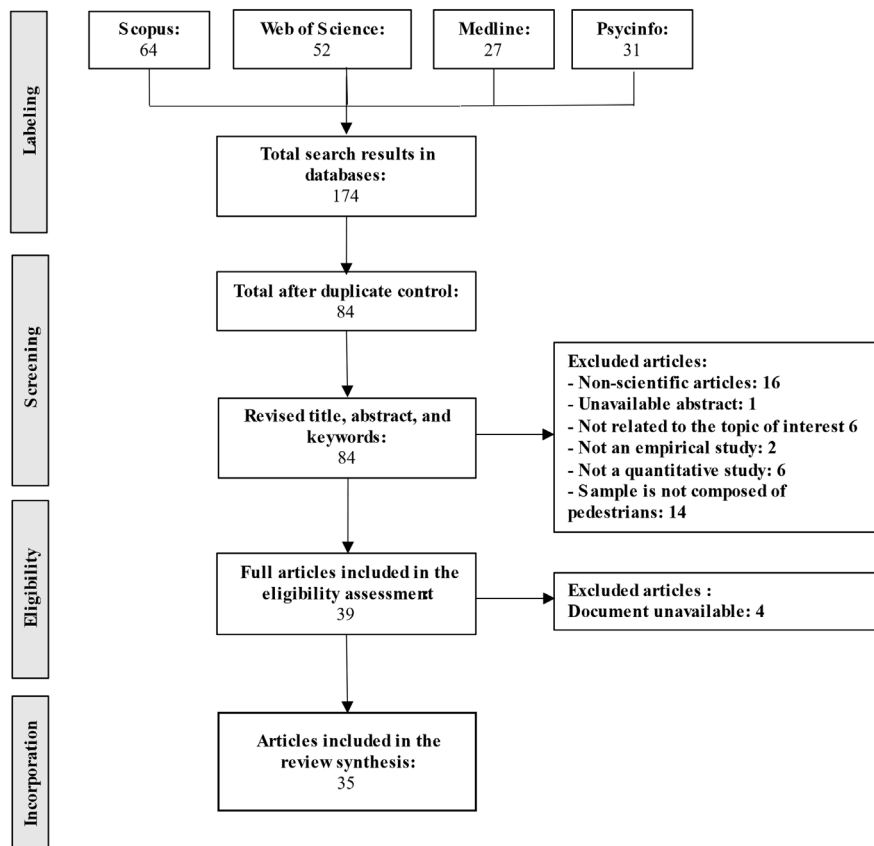 Labeling
Scopus:
64
Web of Science:
52
Medline:
27
Psycinfo:
31
Total search results in
databases:
174
Screening
Total after duplicate control:
84
Revised title, abstract, and
keywords:
84
Excluded articles:
- Non-scientific articles: 16
- Unavailable abstract: 1
- Not related to the topic of interest 6
- Not an empirical study: 2
- Not a quantitative study: 6
- Sample is not composed of
pedestrians: 14
Eligibility
Full articles included in the
eligibility assessment:
39
Excluded articles :
Document unavailable: 4
Incorporation
Articles included in the
review synthesis:
35